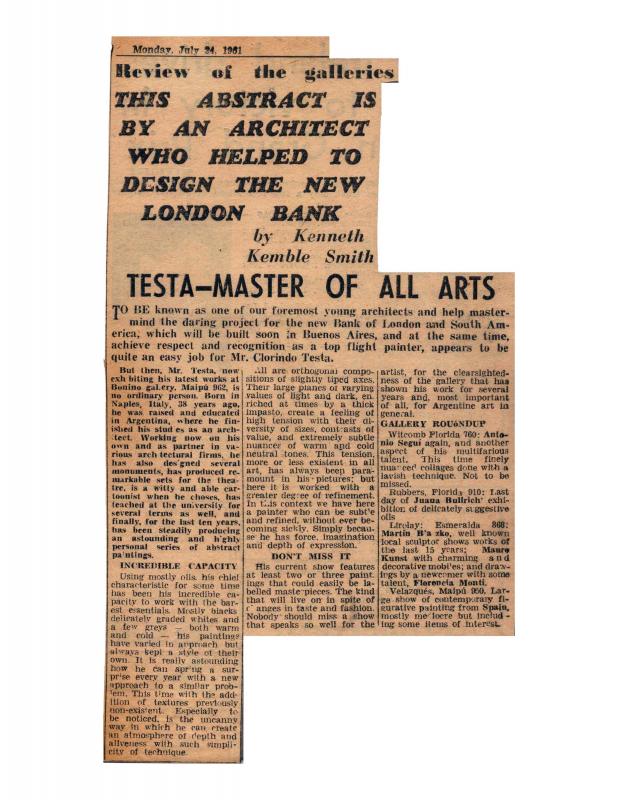 Monday, July 24, 1961
Review of the galleries
THIS ABSTRACT IS
BY AN ARCHITECT
WHO HELPED TO
DESIGN THE NEW
LONDON BANK
by Kenneth
Kemble Smith
TESTA—MASTER OF ALL ARTS
TO BE known as one of our foremost young architects and help master-
mind the daring project for the new Bank of London and South Am-
erica, which will be built soon in Buenos Aires, and at the same time,
achieve respect and recognition as a top flight painter, appears to be
quite an easy job for Mr. Clorindo Testa.
But then, Mr. Testa, now
exhibiting his latest works at
Bonino gallery, Maipú 962, is
no ordinary person. Born in
Naples, Italy, 38 years ago,
he was raised and educated
in Argentina, where he fin-
ished his studies as an arch-
itect. Working now on his
own and as partner in va-
rious architectural firms, he
has also designed several
monuments, has produced re-
markable sets for the thea-
tre, is a witty and able car-
toonist when he choses, has
teached at the university for
several terms as well, and
finally, for the last ten years,
has been steadily producing
an astounding and highly
personal series of abstract
paintings.
INCREDIBLE CAPACITY
Using mostly oils, his chief
characteristic for some time
has been his incredible ca-
pacity to work with the bar-
est essentials. Mostly blacks
delicately graded whites and
a few greys — both warm
and cold — his paintings
have varied in approach but
always kept a style of their
own. It is really astounding
how he can spring a sur-
prise every year with a new
approach to a similar prob-
lem. This time with the add-
ition of textures previously
non-existent. Especially to
be noticed, is the uncanny
way in which he can create
an atmosphere of depth and
aliveness with such simpli-
city of technique.
All are orthogonal compo-
sitions of slightly tiped axes.
Their large planes of varying
values of light and dark, en-
riched at times by a thick
impasto, create a feeling of
high tension with their di-
versity of sizes, contrasts of
value, and extremely subtle
nuances of warm and cold
neutral tones. This tension,
more or less existent in all
art, has always been para-
mount in his pictures; but
here it is worked with a
greater degree of refinement.
In this context we have here
a painter who can be subtle
and refined, without ever be-
coming sickly. Simply becau-
se he has force, imagination
and depth of expression.
DON'T MISS IT
His current show features
at least two or three paint-
ings that could easily be la-
belled masterpieces. The kind
that will live on in spite of
changes in taste and fashion.
Nobody should miss a show
that speaks so well for the
artist, for the clearsighted-
ness of the gallery that has
shown his work for several
years and, most important
of all, for Argentine art in
general.
GALLERY ROUNDUP
Witcomb Florida 760: Anto-
nio Segui again, and another
aspect of his multifarious
talent. This time finely
nuanced collages done with a
lavish technique. Not to be
missed.
Rubbers, Florida 910: Last
day of Juana Bullrich' exhi-
bition of delicately suggestive
oils
Lirolay: Esmeralda 868:
Martín Blaszko, well known
local sculptor shows works of
the last 15 years; Mauro
Kunst with charming and
decorative mobiles; and draw-
ings by a newcomer with some
talent, Florencia Monti.
Velazqués, Maipú 960. Lar-
ge show of contemporary fi-
gurative painting from Spain,
mostly mediocre but includ-
ing some items of interest.